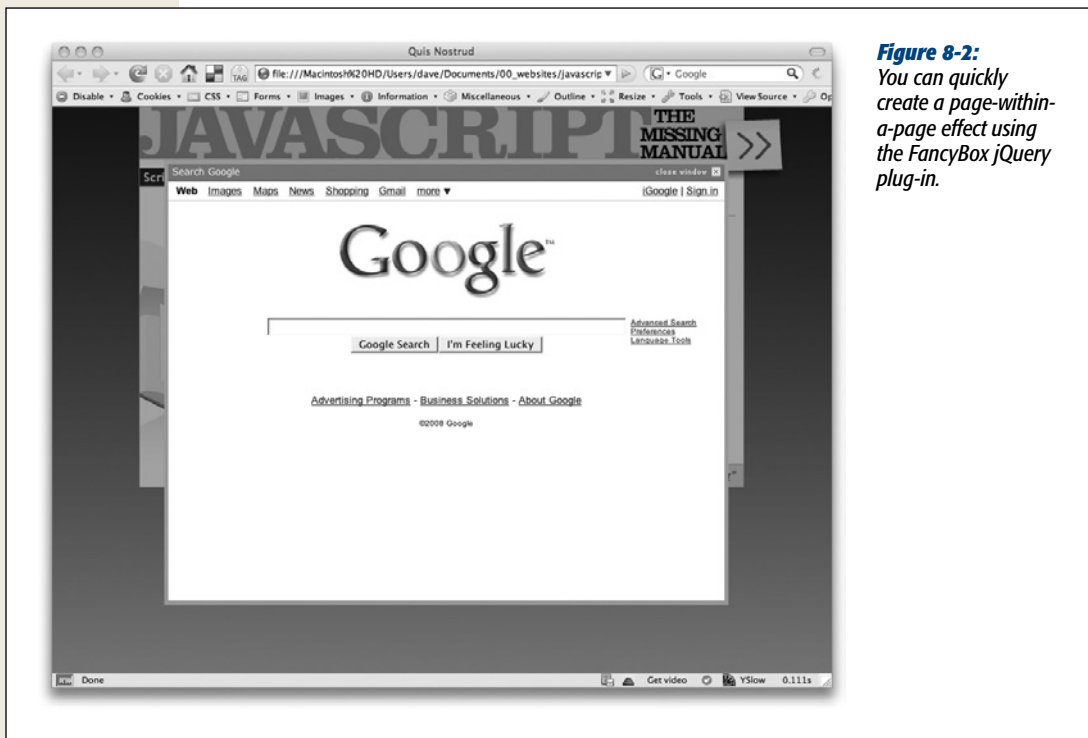 Quis Nostrud
TAG
file:///Macintosh%20HD/Users/dave/Documents/00_websites/javascrip
G Google
Disable Cookies CSS Forms Images Information Miscellaneous Outline Resize Tools View Source Op
JAVASCRIPT
THE
MISSING
MANUAL
>>
Scri
Search Google
close window
Web Images Maps News Shopping Gmail more ▼
iGoogle | Sign in
Google™
Advanced Search
Preferences
Language Tools
Google Search I'm Feeling Lucky
Advertising Programs - Business Solutions - About Google
©2008 Google
Done
Get video YSlow 0.111s
Figure 8-2:
You can quickly
create a page-within-
a-page effect using
the FancyBox jQuery
plug-in.